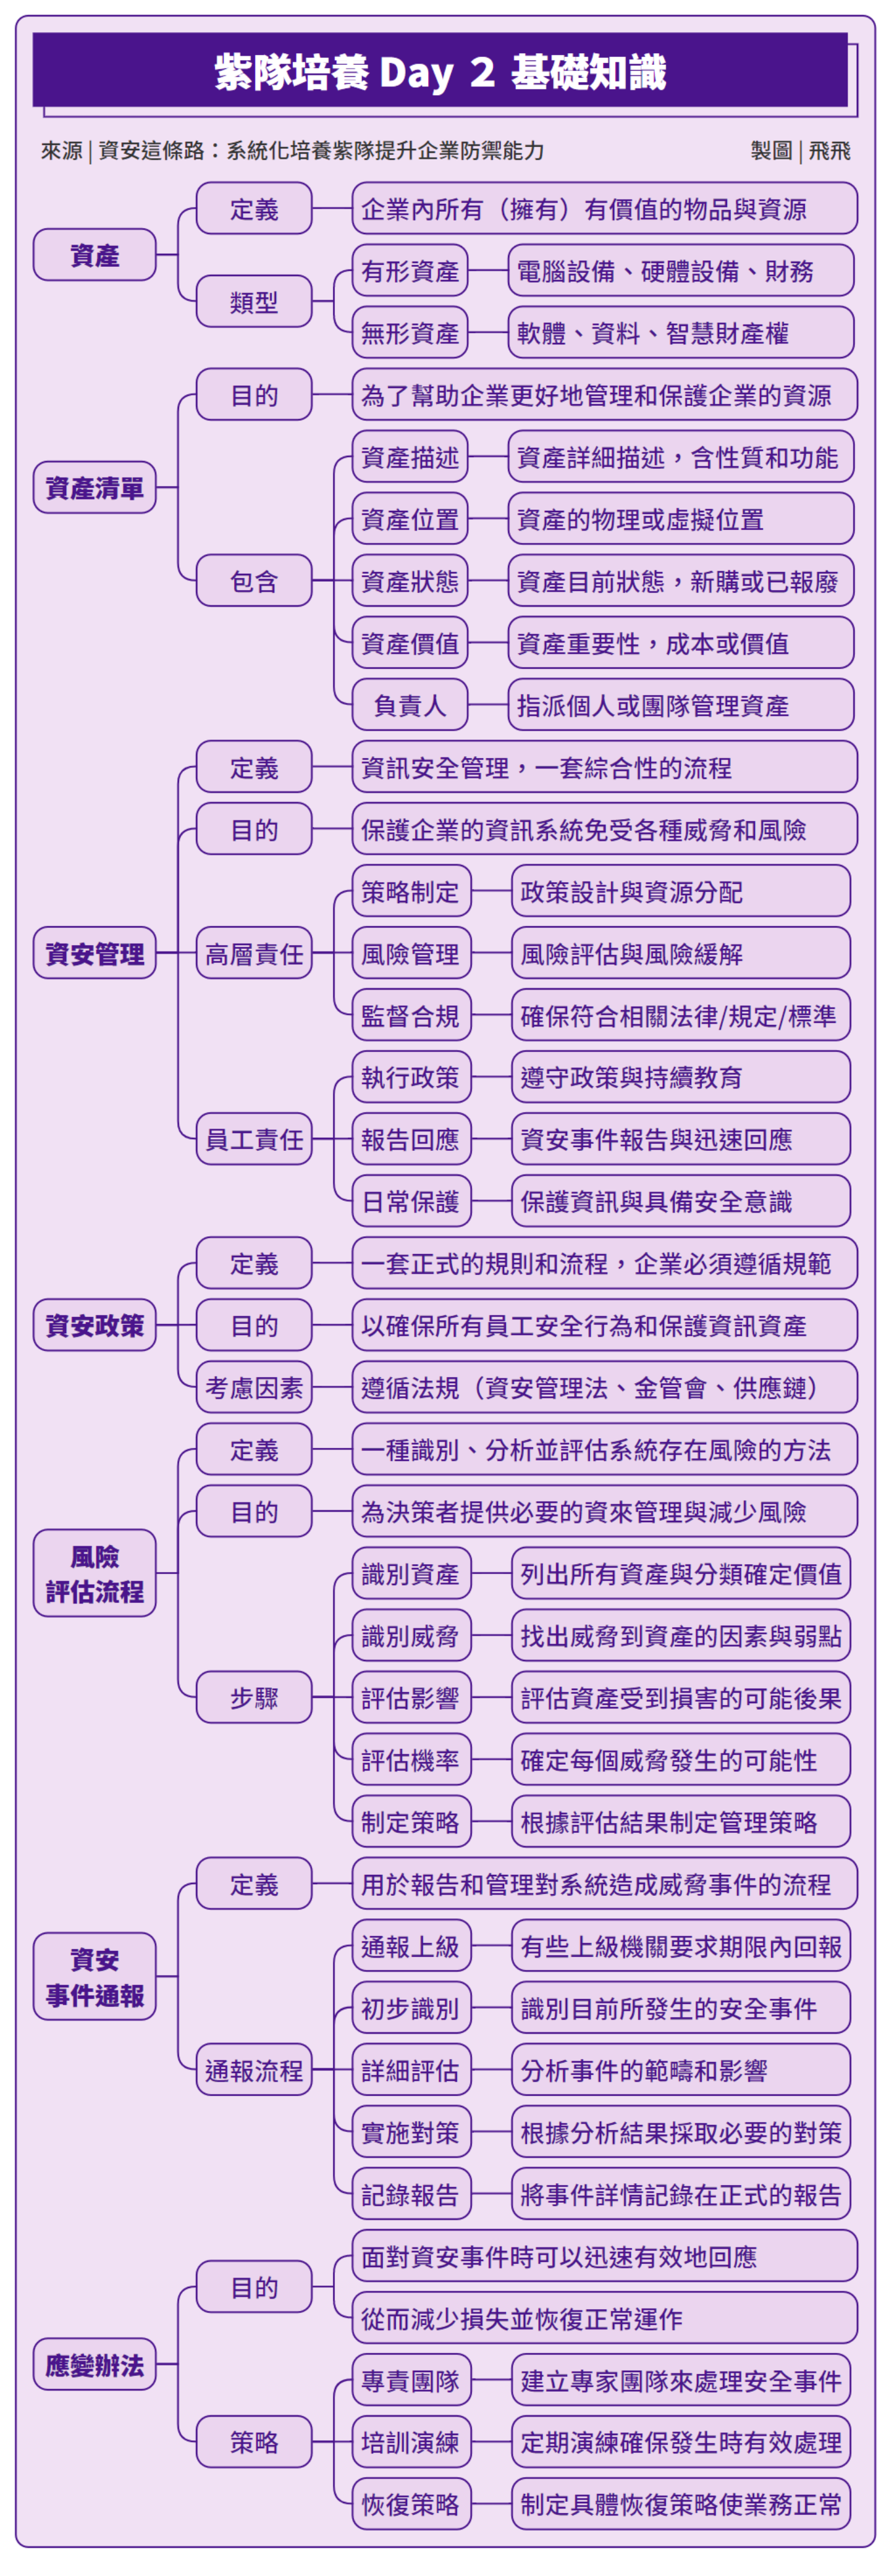 紫隊培養 Day 2 基礎知識
來源 | 資安這條路：系統化培養紫隊提升企業防禦能力
製圖 | 飛飛
資產
定義
企業內所有（擁有）有價值的物品與資源
類型
有形資產
電腦設備、硬體設備、財務
無形資產
軟體、資料、智慧財產權
資產清單
目的
為了幫助企業更好地管理和保護企業的資源
包含
資產描述
資產詳細描述，含性質和功能
資產位置
資產的物理或虛擬位置
資產狀態
資產目前狀態，新購或已報廢
資產價值
資產重要性，成本或價值
負責人
指派個人或團隊管理資產
資安管理
定義
資訊安全管理，一套綜合性的流程
目的
保護企業的資訊系統免受各種威脅和風險
高層責任
策略制定
政策設計與資源分配
風險管理
風險評估與風險緩解
監督合規
確保符合相關法律/規定/標準
員工責任
執行政策
遵守政策與持續教育
報告回應
資安事件報告與迅速回應
日常保護
保護資訊與具備安全意識
資安政策
定義
一套正式的規則和流程，企業必須遵循規範
目的
以確保所有員工安全行為和保護資訊資產
考慮因素
遵循法規（資安管理法、金管會、供應鏈）
風險
評估流程
定義
一種識別、分析並評估系統存在風險的方法
目的
為決策者提供必要的資來管理與減少風險
步驟
識別資產
列出所有資產與分類確定價值
識別威脅
找出威脅到資產的因素與弱點
評估影響
評估資產受到損害的可能後果
評估機率
確定每個威脅發生的可能性
制定策略
根據評估結果制定管理策略
資安
事件通報
定義
用於報告和管理對系統造成威脅事件的流程
通報流程
通報上級
有些上級機關要求期限內回報
初步識別
識別目前所發生的安全事件
詳細評估
分析事件的範疇和影響
實施對策
根據分析結果採取必要的對策
記錄報告
將事件詳情記錄在正式的報告
應變辦法
目的
面對資安事件時可以迅速有效地回應
從而減少損失並恢復正常運作
策略
專責團隊
建立專家團隊來處理安全事件
培訓演練
定期演練確保發生時有效處理
恢復策略
制定具體恢復策略使業務正常